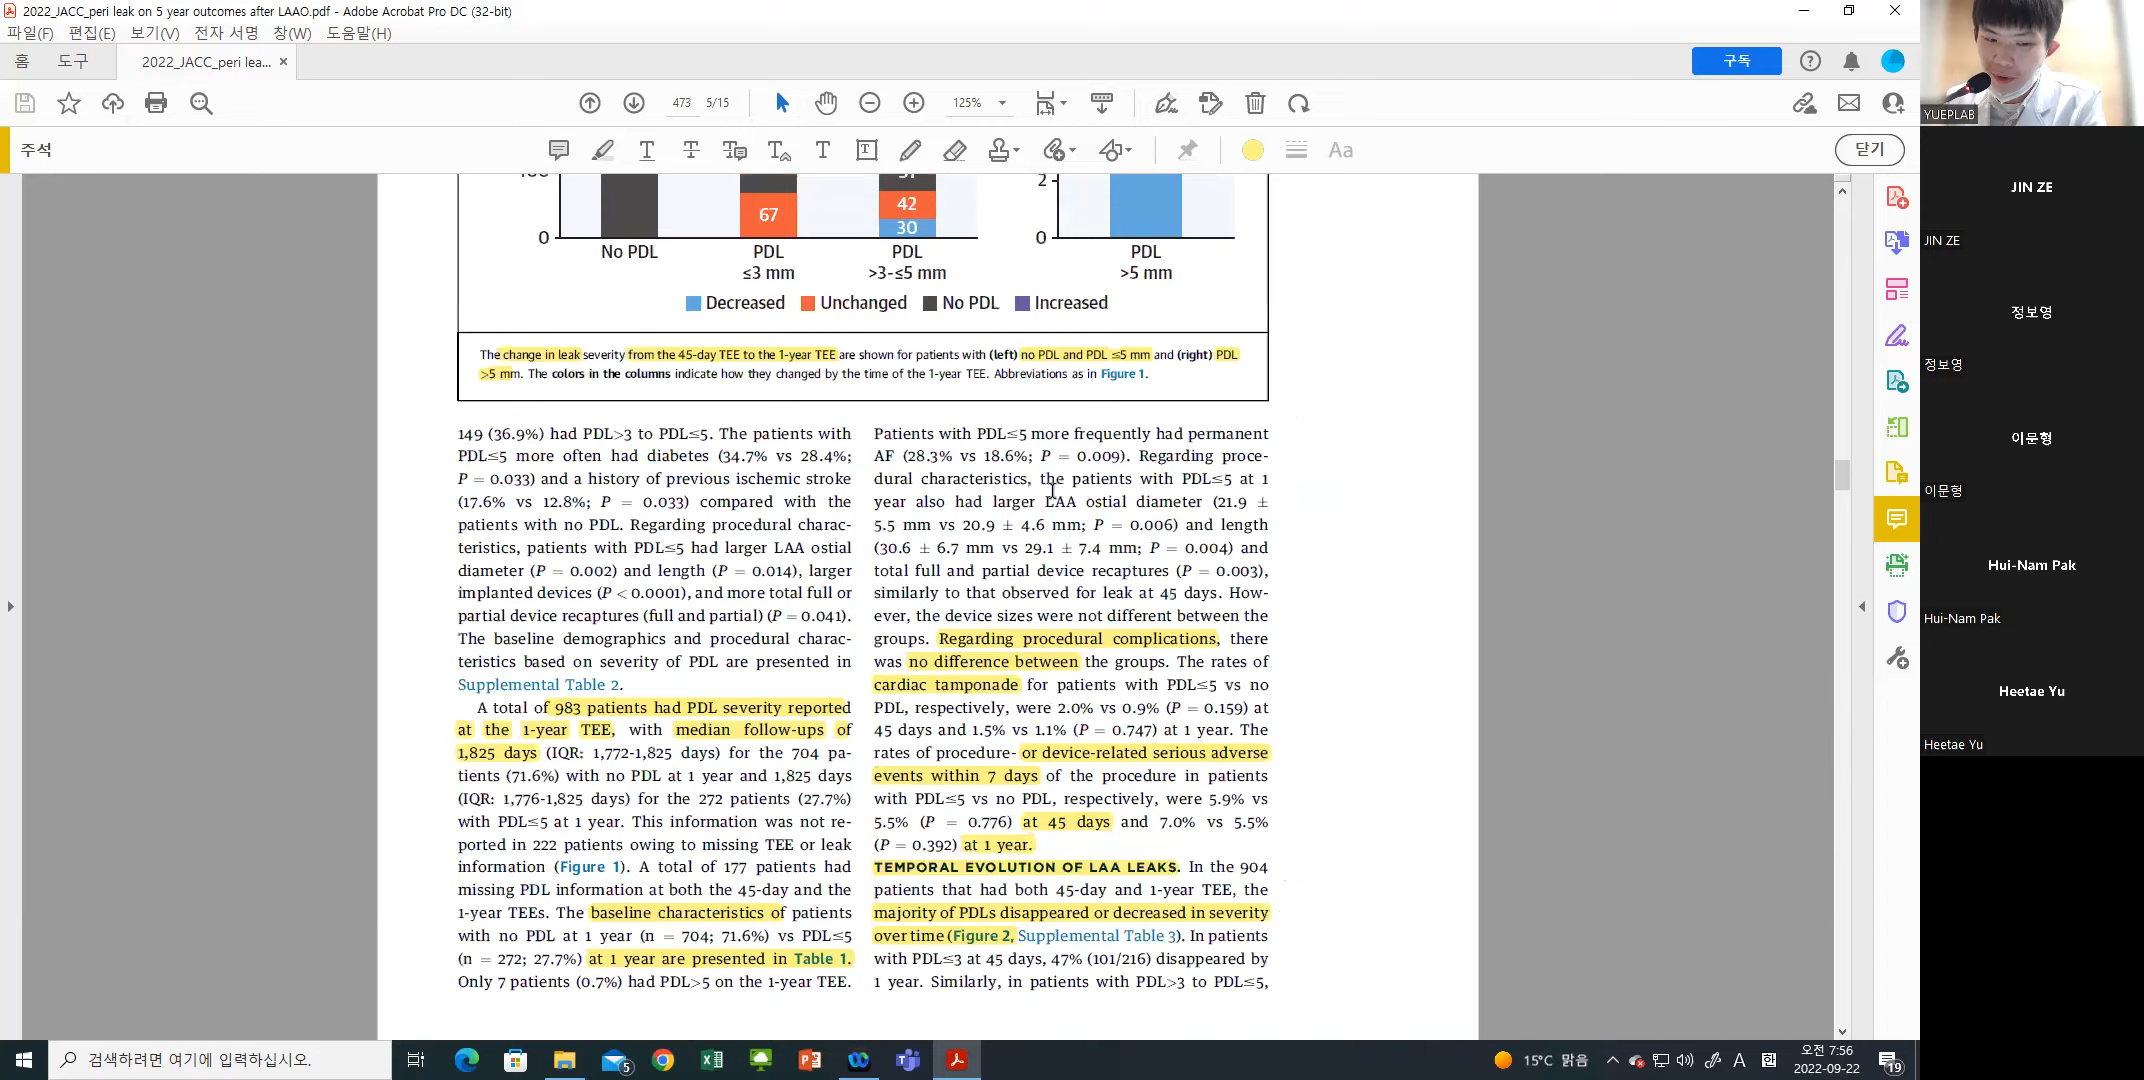 2022_JACC_peri leak on 5 year outcomes after LAAO.pdf - Adobe Acrobat Pro DC (32-bit)
파일(F) 편집(E) 보기(V) 전자 서명 창(W) 도움말(H)
홈 도구 2022_JACC_peri lea... × 구독
473 5/15 125%
주석 Aa 닫기
67 42 30 0
2 0
No PDL PDL ≤3 mm PDL >3-≤5 mm PDL >5 mm
Decreased Unchanged No PDL Increased
The change in leak severity from the 45-day TEE to the 1-year TEE are shown for patients with (left) no PDL and PDL ≤5 mm and (right) PDL
>5 mm. The colors in the columns indicate how they changed by the time of the 1-year TEE. Abbreviations as in Figure 1.
149 (36.9%) had PDL>3 to PDL≤5. The patients with
PDL≤5 more often had diabetes (34.7% vs 28.4%;
P = 0.033) and a history of previous ischemic stroke
(17.6% vs 12.8%; P = 0.033) compared with the
patients with no PDL. Regarding procedural charac-
teristics, patients with PDL≤5 had larger LAA ostial
diameter (P = 0.002) and length (P = 0.014), larger
implanted devices (P < 0.0001), and more total full or
partial device recaptures (full and partial) (P = 0.041).
The baseline demographics and procedural charac-
teristics based on severity of PDL are presented in
Supplemental Table 2.
A total of 983 patients had PDL severity reported
at the 1-year TEE, with median follow-ups of
1,825 days (IQR: 1,772-1,825 days) for the 704 pa-
tients (71.6%) with no PDL at 1 year and 1,825 days
(IQR: 1,776-1,825 days) for the 272 patients (27.7%)
with PDL≤5 at 1 year. This information was not re-
ported in 222 patients owing to missing TEE or leak
information (Figure 1). A total of 177 patients had
missing PDL information at both the 45-day and the
1-year TEEs. The baseline characteristics of patients
with no PDL at 1 year (n = 704; 71.6%) vs PDL≤5
(n = 272; 27.7%) at 1 year are presented in Table 1.
Only 7 patients (0.7%) had PDL>5 on the 1-year TEE.
Patients with PDL≤5 more frequently had permanent
AF (28.3% vs 18.6%; P = 0.009). Regarding proce-
dural characteristics, the patients with PDL≤5 at 1
year also had larger LAA ostial diameter (21.9 ±
5.5 mm vs 20.9 ± 4.6 mm; P = 0.006) and length
(30.6 ± 6.7 mm vs 29.1 ± 7.4 mm; P = 0.004) and
total full and partial device recaptures (P = 0.003),
similarly to that observed for leak at 45 days. How-
ever, the device sizes were not different between the
groups. Regarding procedural complications, there
was no difference between the groups. The rates of
cardiac tamponade for patients with PDL≤5 vs no
PDL, respectively, were 2.0% vs 0.9% (P = 0.159) at
45 days and 1.5% vs 1.1% (P = 0.747) at 1 year. The
rates of procedure- or device-related serious adverse
events within 7 days of the procedure in patients
with PDL≤5 vs no PDL, respectively, were 5.9% vs
5.5% (P = 0.776) at 45 days and 7.0% vs 5.5%
(P = 0.392) at 1 year.
TEMPORAL EVOLUTION OF LAA LEAKS. In the 904
patients that had both 45-day and 1-year TEE, the
majority of PDLs disappeared or decreased in severity
over time (Figure 2, Supplemental Table 3). In patients
with PDL≤3 at 45 days, 47% (101/216) disappeared by
1 year. Similarly, in patients with PDL>3 to PDL≤5,
YUEPLAB
JIN ZE
JIN ZE
정보영
정보영
이문형
이문형
Hui-Nam Pak
Hui-Nam Pak
Heetae Yu
Heetae Yu
검색하려면 여기에 입력하십시오.
5
15°C 맑음 A 한 오전 7:56
2022-09-22 19